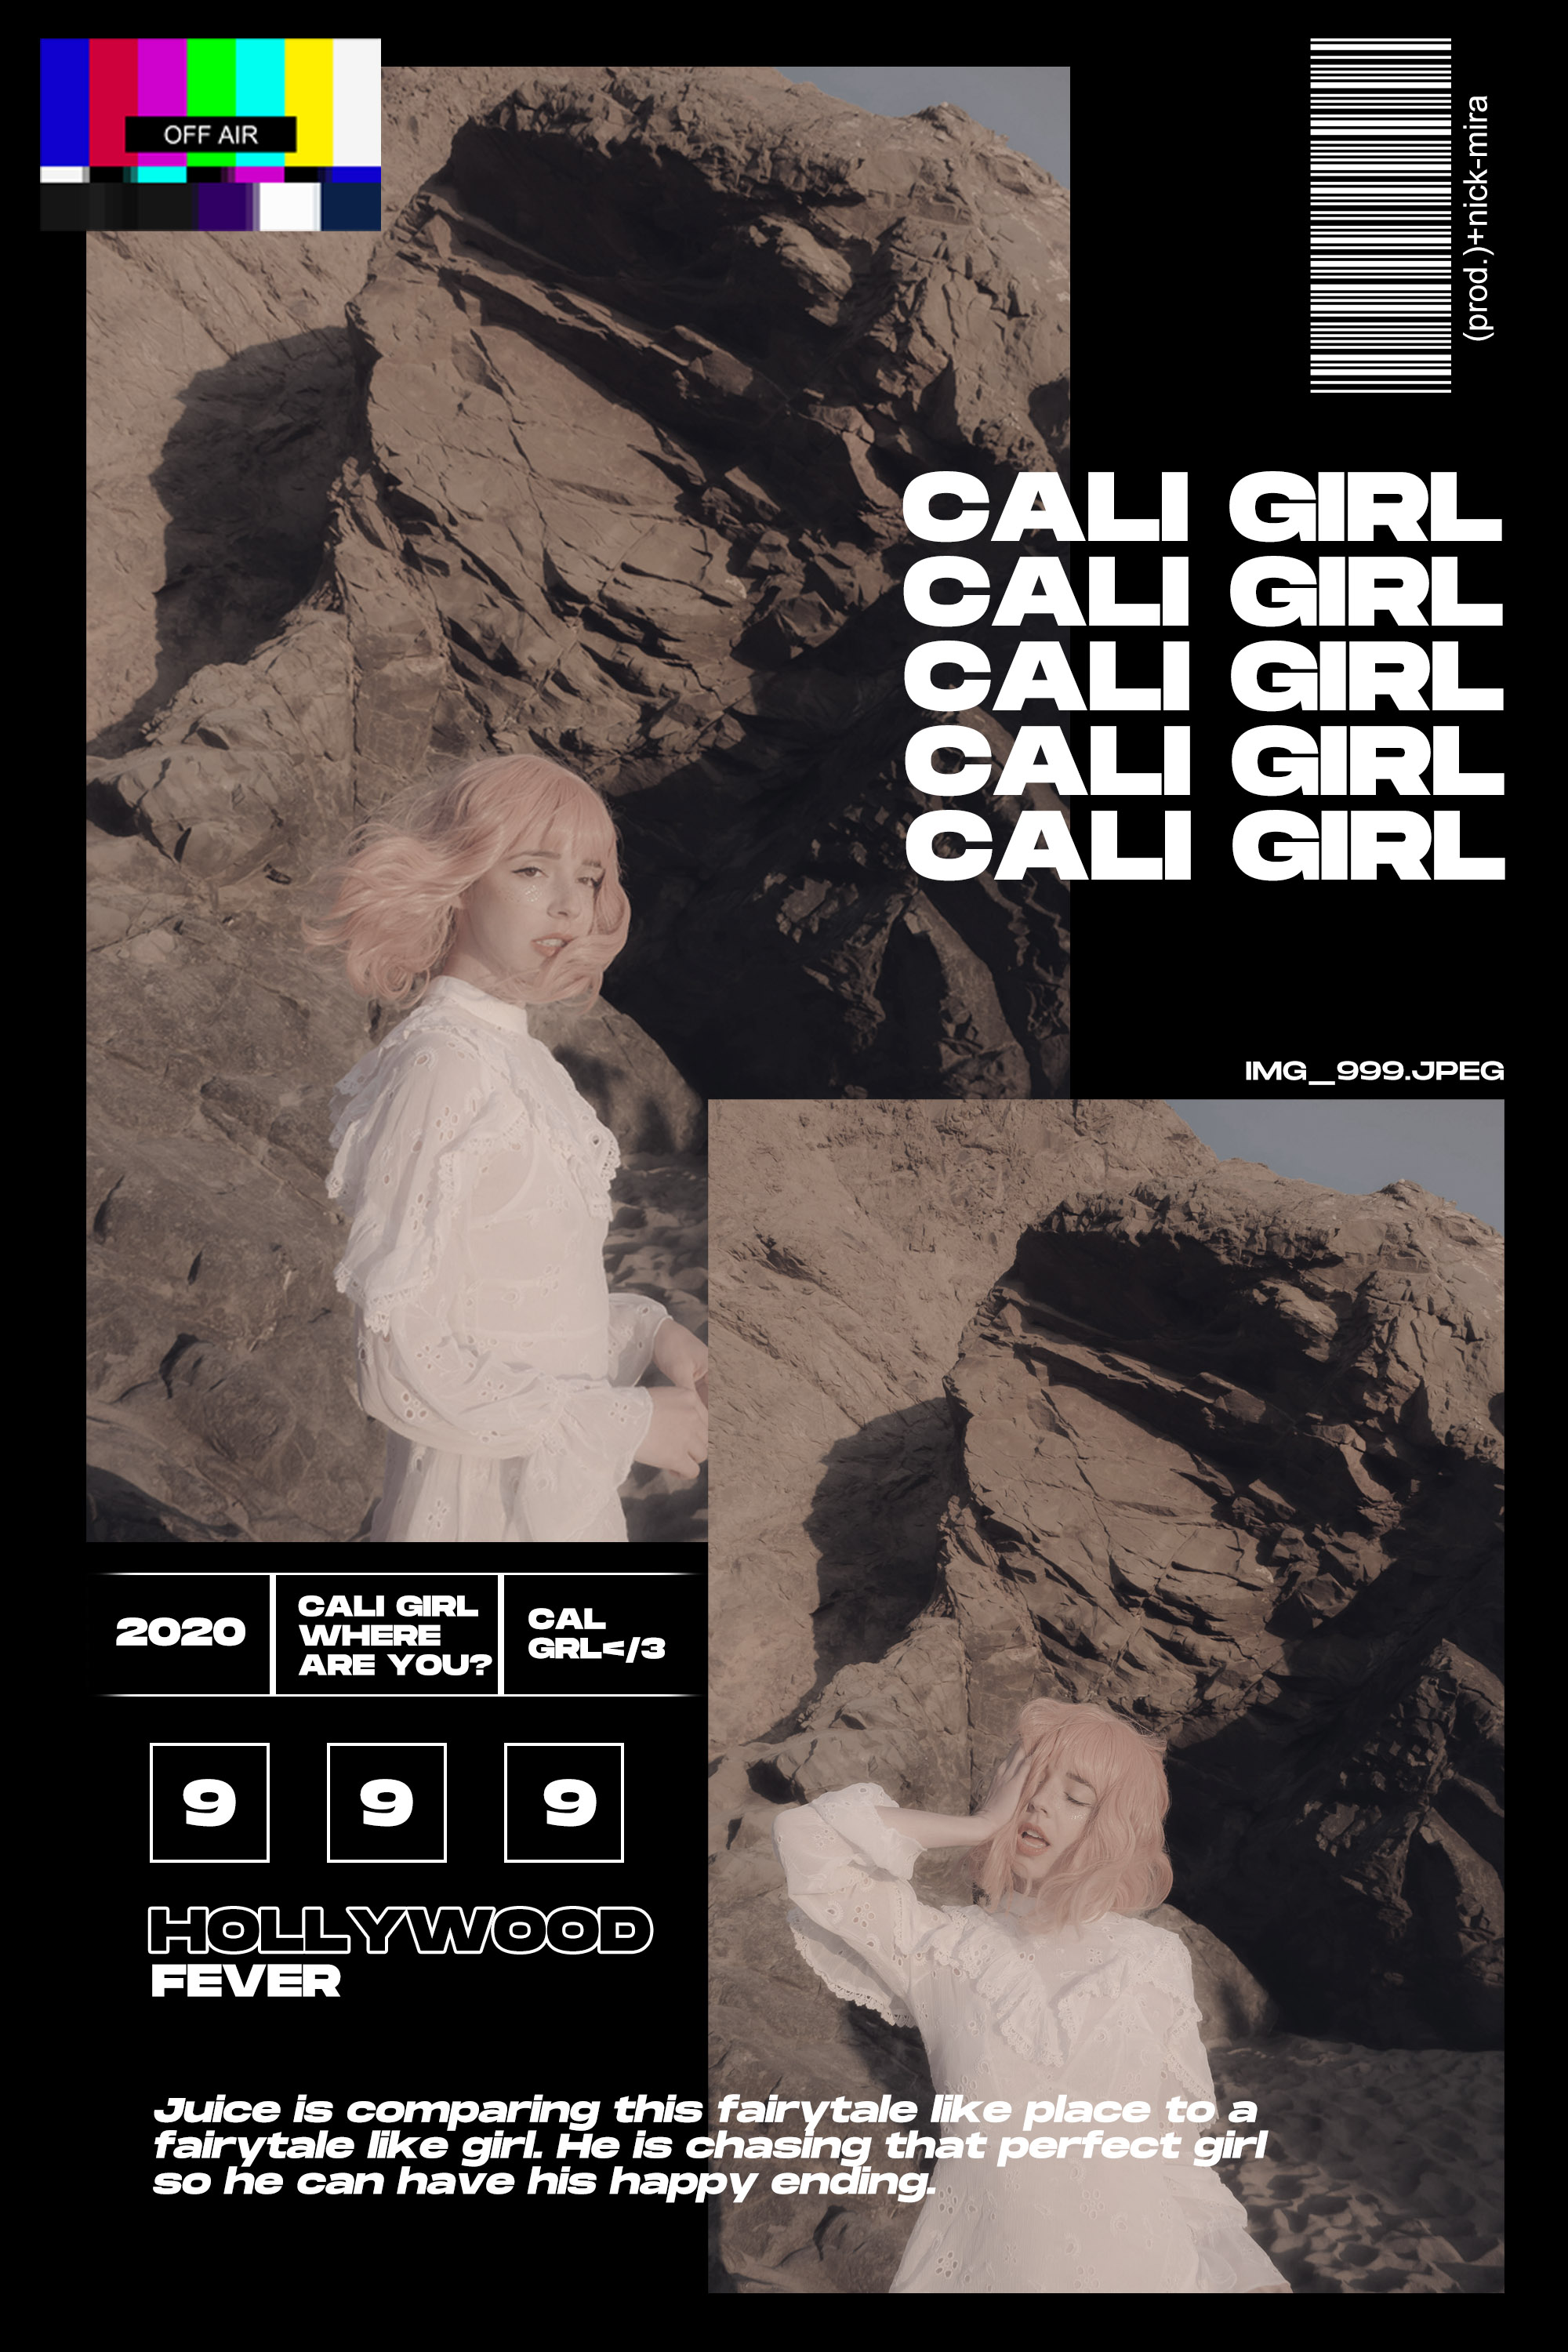 OFF AIR
(prod.)+nick-mira
CALI GIRL
CALI GIRL
CALI GIRL
CALI GIRL
CALI GIRL
IMG_999.JPEG
2020
CALI GIRL
WHERE
ARE YOU?
CAL
GRL</3
9 9 9
HOLLYWOOD
FEVER
Juice is comparing this fairytale like place to a
fairytale like girl. He is chasing that perfect girl
so he can have his happy ending.